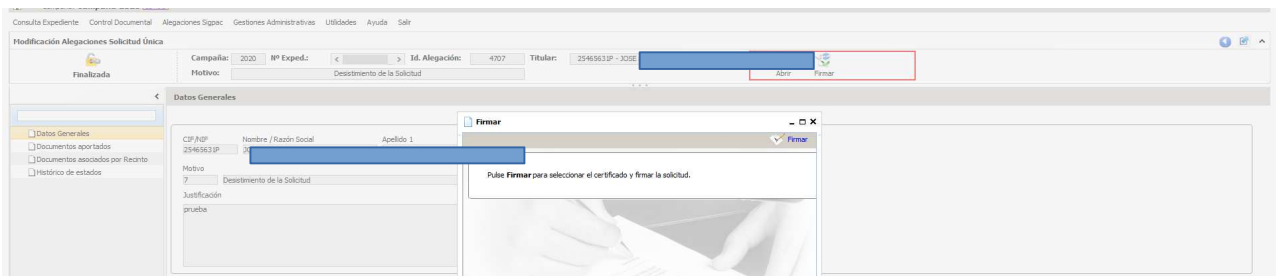 Consulta Expediente Control Documental Alegaciones Sigpac Gestiones Administrativas Utilidades Ayuda Salir
Modificación Alegaciones Solicitud Única
Campaña: 2020 Nº Exped.: < > Id. Alegación: 4707 Titular: 25465631P - JOSE
Finalizada Motivo: Desistimiento de la Solicitud Abrir Firmar
Datos Generales
Firmar
Datos Generales
Documentos aportados
Documentos asociados por Recinto
Histórico de estados
CIF/NIF Nombre / Razón Social Apellido 1
25465631P
Motivo
7 Desistimiento de la Solicitud
Justificación
prueba
Firmar
Pulse Firmar para seleccionar el certificado y firmar la solicitud.